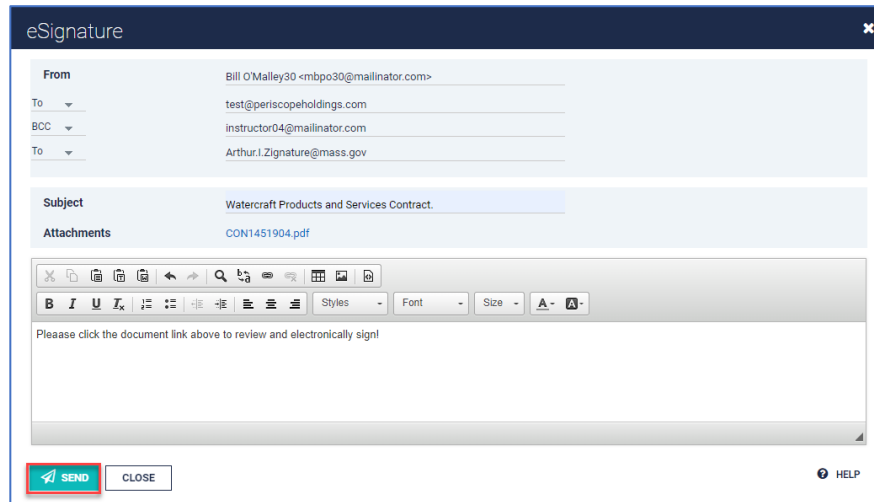 eSignature
From Bill O'Malley30 <mbpo30@mailinator.com>
To test@periscopeholdings.com
BCC instructor04@mailinator.com
To Arthur.I.Zignature@mass.gov
Subject Watercraft Products and Services Contract.
Attachments CON1451904.pdf
B I U Ix Styles Font Size A A
Pleaase click the document link above to review and electronically sign!
SEND CLOSE HELP